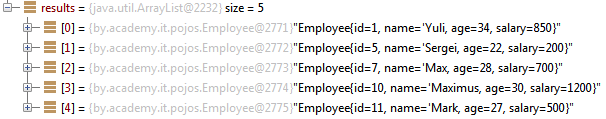 results = {java.util.ArrayList@2232} size = 5
[0] = {by.academy.it.pojos.Employee@2771}"Employee{id=1, name='Yuli, age=34, salary=850}"
[1] = {by.academy.it.pojos.Employee@2772}"Employee{id=5, name='Sergei, age=22, salary=200}"
[2] = {by.academy.it.pojos.Employee@2773}"Employee{id=7, name='Max, age=28, salary=700}"
[3] = {by.academy.it.pojos.Employee@2774}"Employee{id=10, name='Maximus, age=30, salary=1200}"
[4] = {by.academy.it.pojos.Employee@2775}"Employee{id=11, name='Mark, age=27, salary=500}"